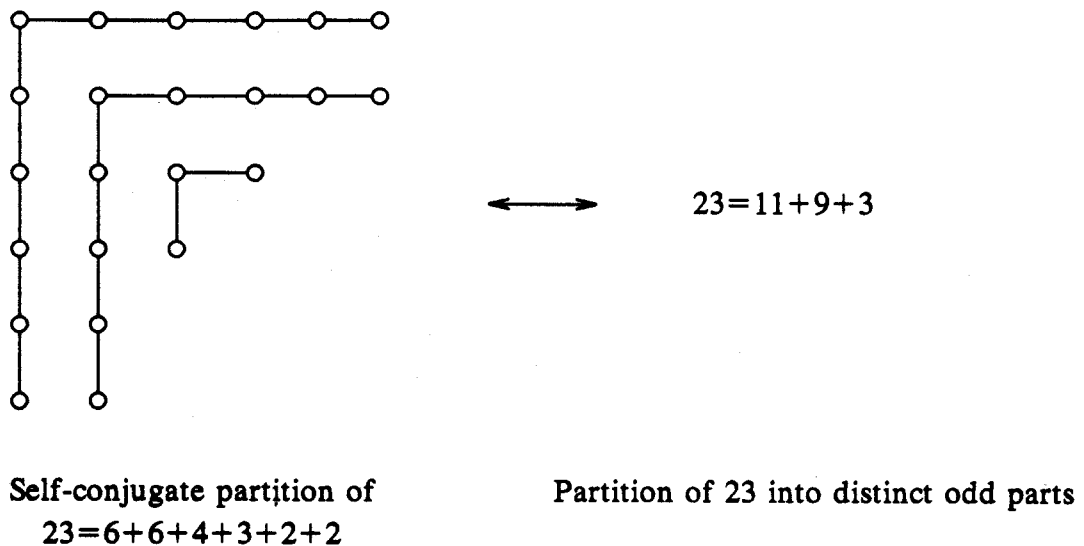 23=11+9+3
Self-conjugate partition of
23=6+6+4+3+2+2
Partition of 23 into distinct odd parts